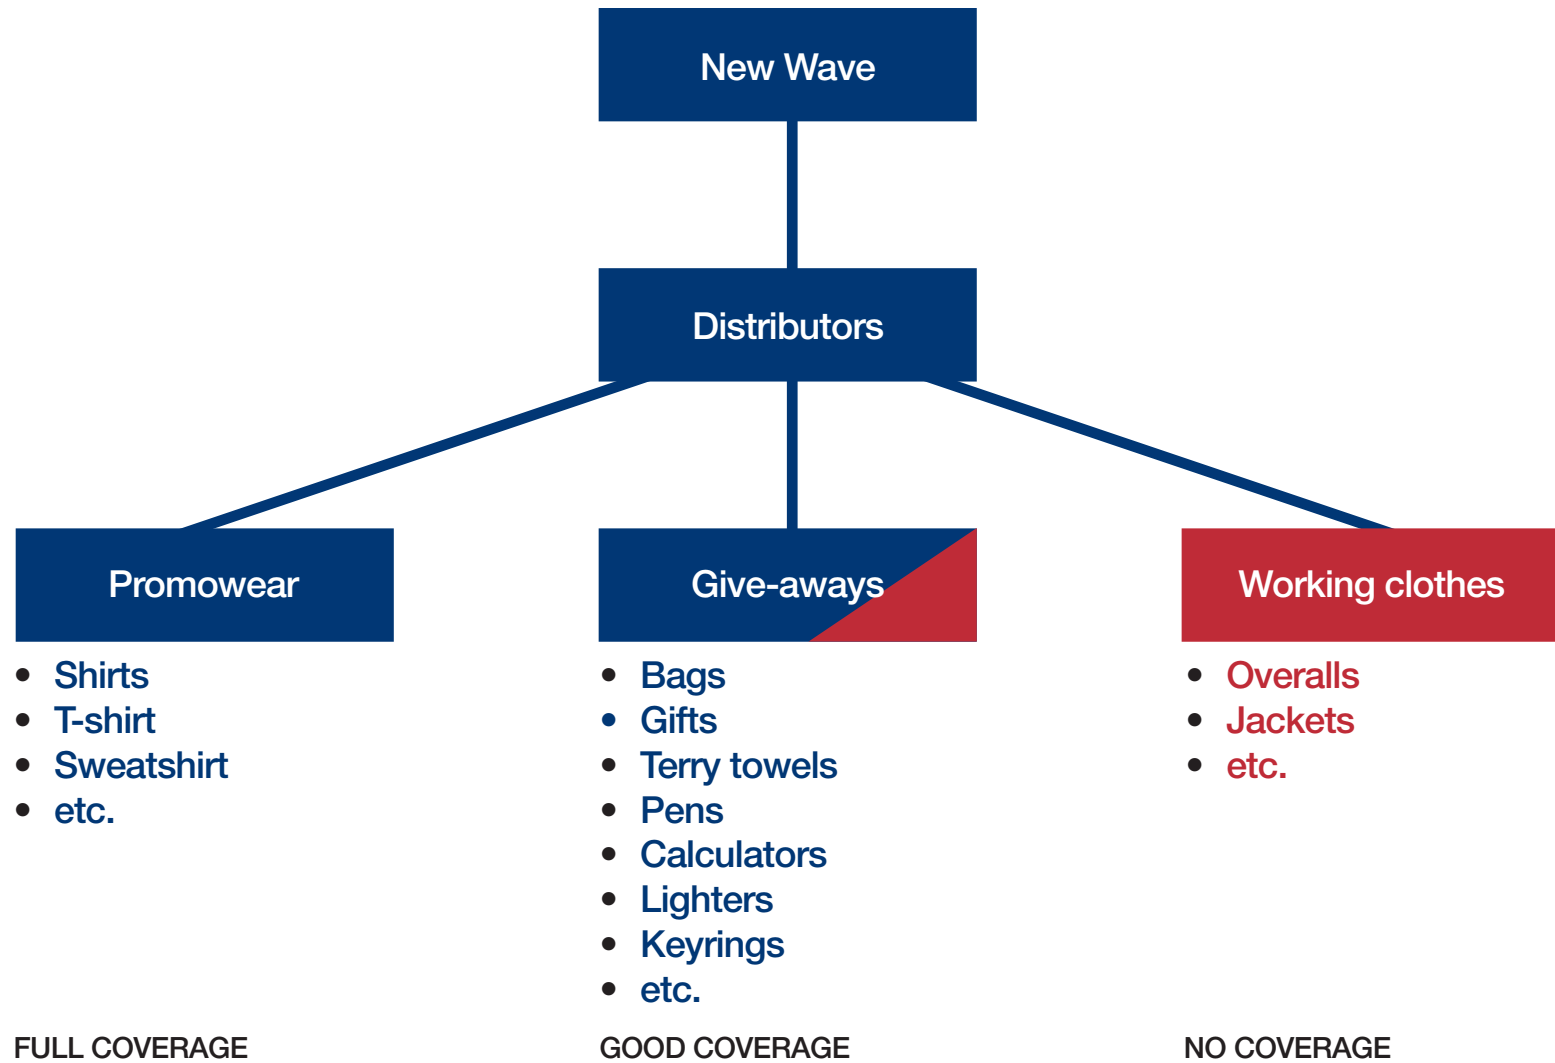 New Wave
Distributors
Promowear
• Shirts
• T-shirt
• Sweatshirt
• etc.
Give-aways
• Bags
• Gifts
• Terry towels
• Pens
• Calculators
• Lighters
• Keyrings
• etc.
Working clothes
• Overalls
• Jackets
• etc.
FULL COVERAGE
GOOD COVERAGE
NO COVERAGE